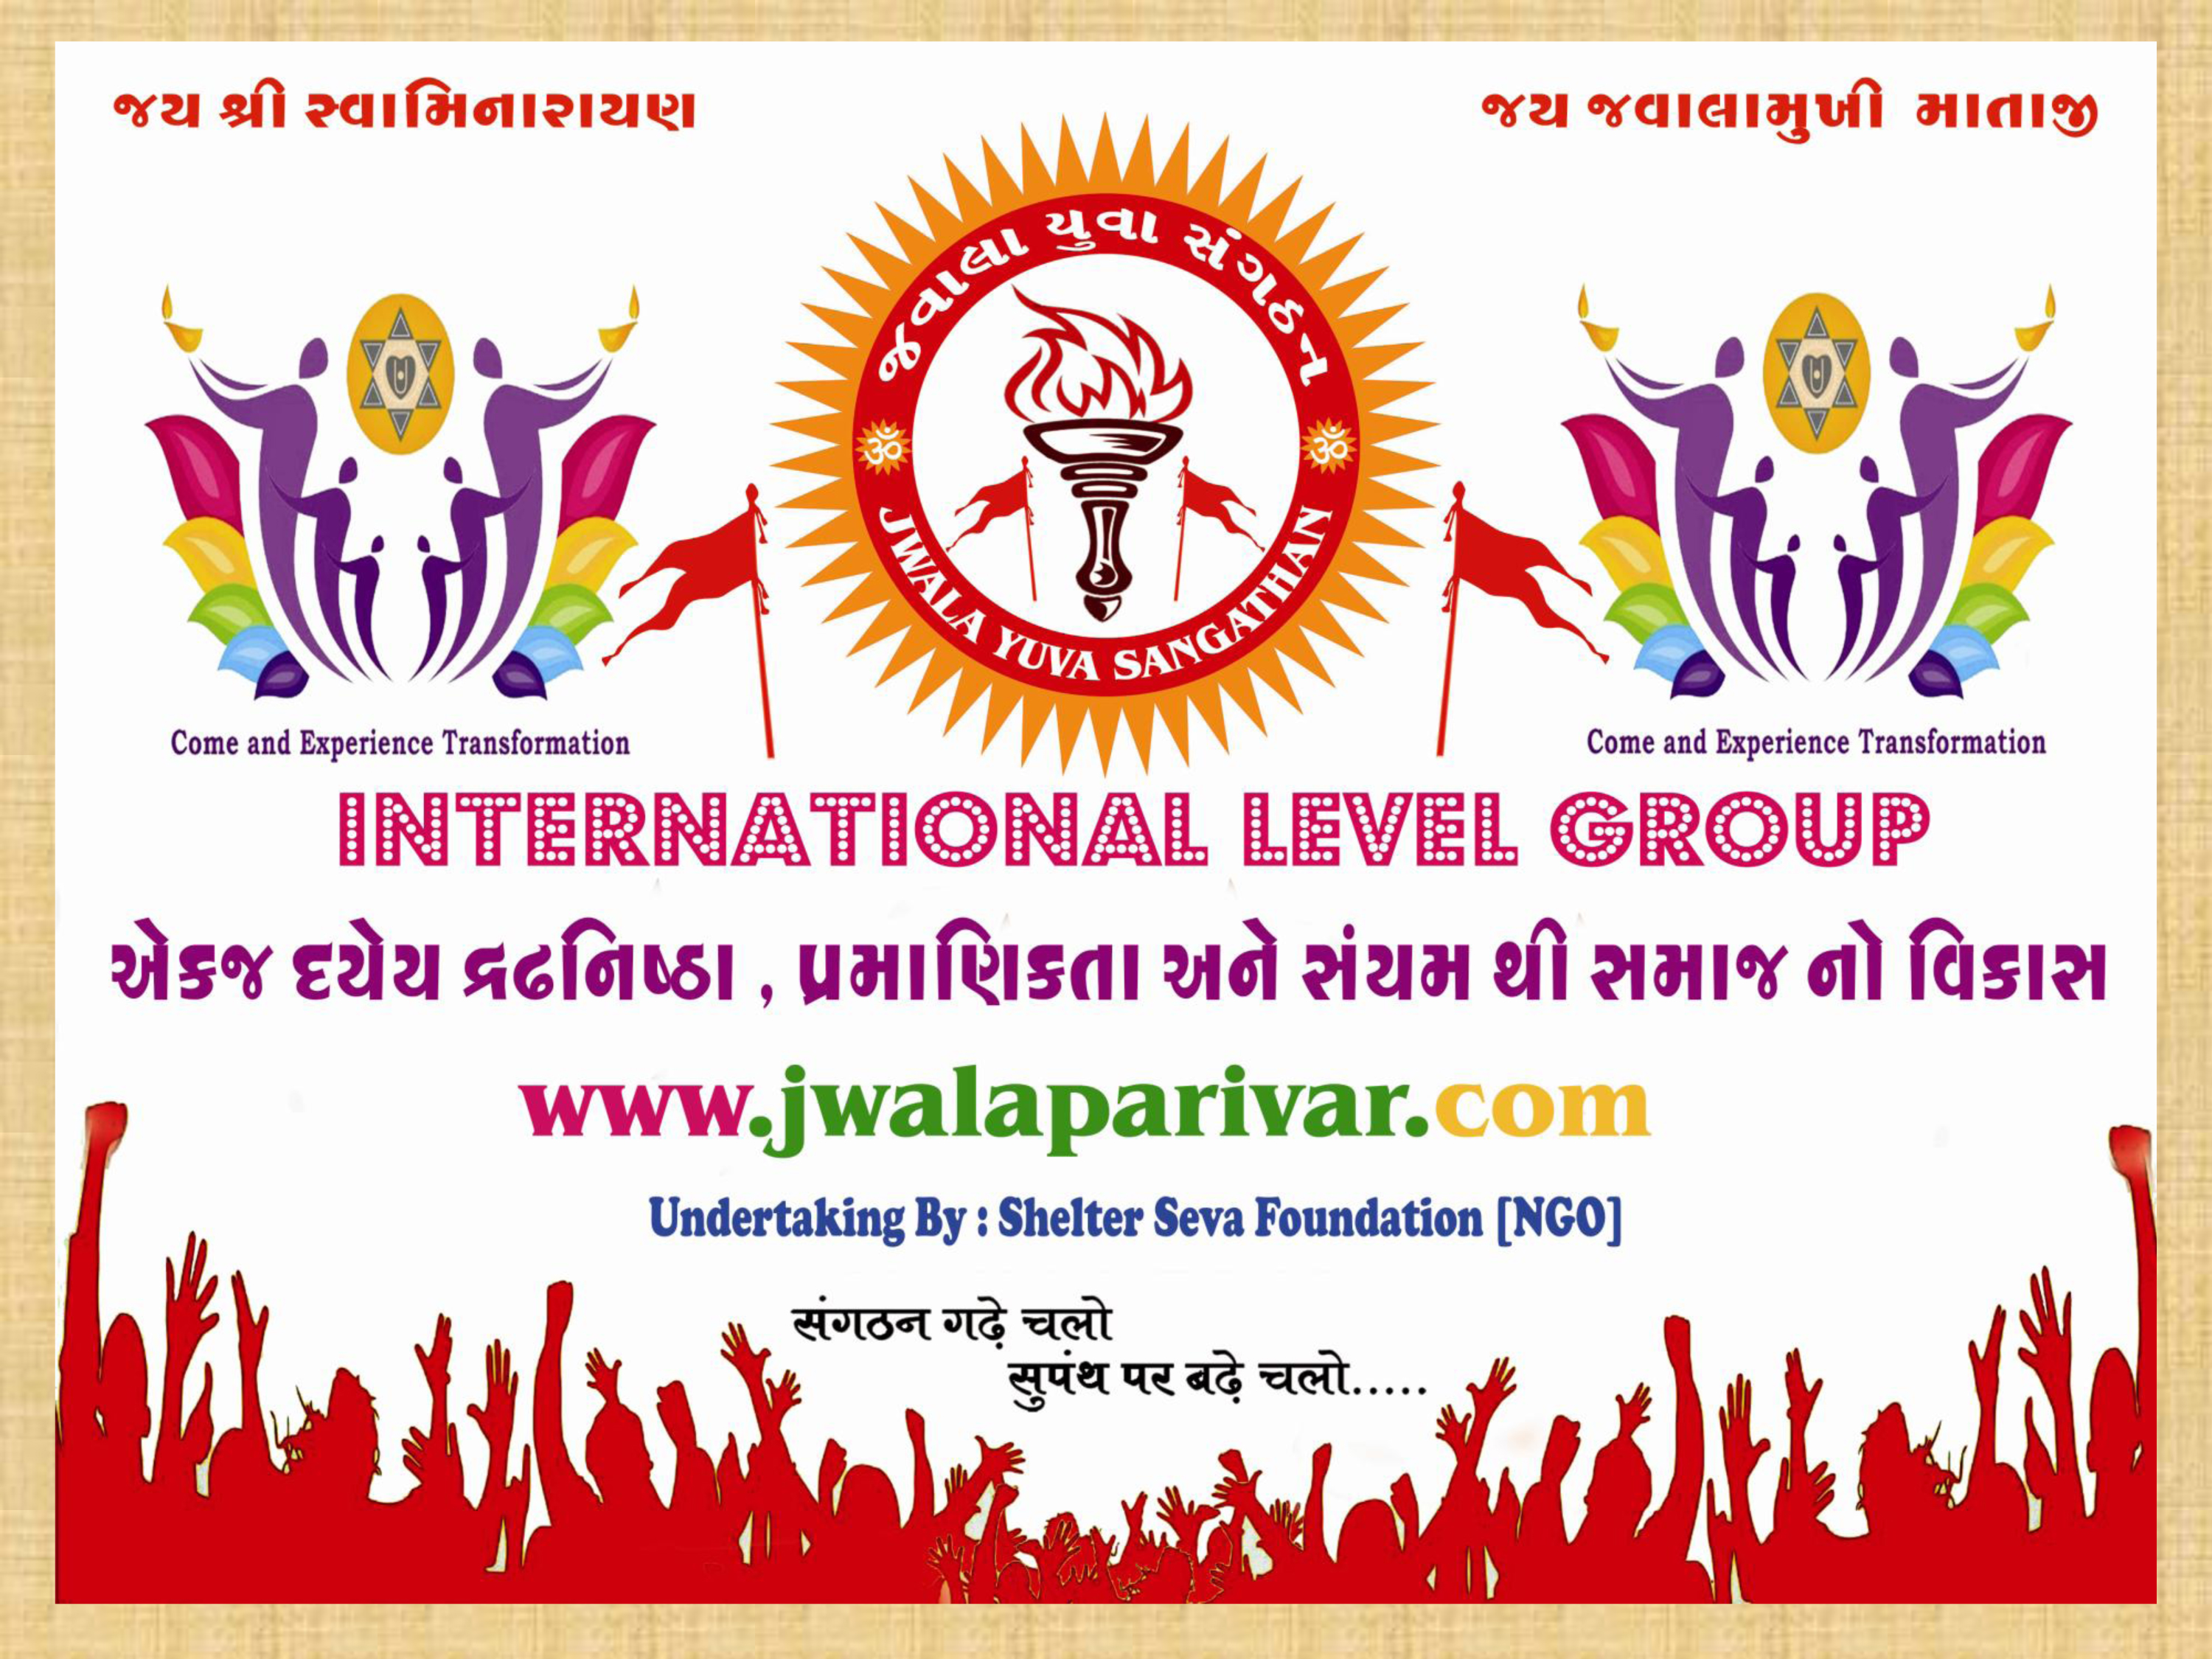 જય શ્રી સ્વામિનારાયણ
જય જવાલામુખી માતાજી
જવાલા યુવા સંગઠન
ॐ ॐ
JWALA YUVA SANGATHAN
Come and Experience Transformation
Come and Experience Transformation
INTERNATIONAL LEVEL GROUP
એકજ દયેય દ્રઢનિષ્ઠા , પ્રમાણિકતા અને સંયમ થી સમાજ નો વિકાસ
www.jwalaparivar.com
Undertaking By : Shelter Seva Foundation [NGO]
संगठन गढ़े चलो
सुपंथ पर बढ़े चलो.....